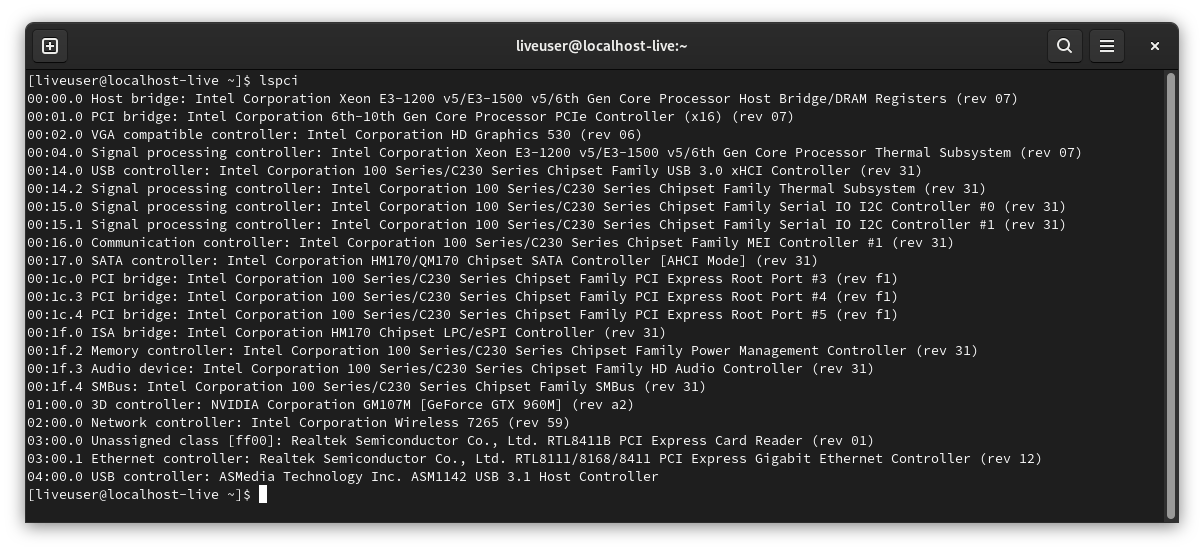 liveuser@localhost-live:~
[liveuser@localhost-live ~]$ lspci
00:00.0 Host bridge: Intel Corporation Xeon E3-1200 v5/E3-1500 v5/6th Gen Core Processor Host Bridge/DRAM Registers (rev 07)
00:01.0 PCI bridge: Intel Corporation 6th-10th Gen Core Processor PCIe Controller (x16) (rev 07)
00:02.0 VGA compatible controller: Intel Corporation HD Graphics 530 (rev 06)
00:04.0 Signal processing controller: Intel Corporation Xeon E3-1200 v5/E3-1500 v5/6th Gen Core Processor Thermal Subsystem (rev 07)
00:14.0 USB controller: Intel Corporation 100 Series/C230 Series Chipset Family USB 3.0 xHCI Controller (rev 31)
00:14.2 Signal processing controller: Intel Corporation 100 Series/C230 Series Chipset Family Thermal Subsystem (rev 31)
00:15.0 Signal processing controller: Intel Corporation 100 Series/C230 Series Chipset Family Serial IO I2C Controller #0 (rev 31)
00:15.1 Signal processing controller: Intel Corporation 100 Series/C230 Series Chipset Family Serial IO I2C Controller #1 (rev 31)
00:16.0 Communication controller: Intel Corporation 100 Series/C230 Series Chipset Family MEI Controller #1 (rev 31)
00:17.0 SATA controller: Intel Corporation HM170/QM170 Chipset SATA Controller [AHCI Mode] (rev 31)
00:1c.0 PCI bridge: Intel Corporation 100 Series/C230 Series Chipset Family PCI Express Root Port #3 (rev f1)
00:1c.3 PCI bridge: Intel Corporation 100 Series/C230 Series Chipset Family PCI Express Root Port #4 (rev f1)
00:1c.4 PCI bridge: Intel Corporation 100 Series/C230 Series Chipset Family PCI Express Root Port #5 (rev f1)
00:1f.0 ISA bridge: Intel Corporation HM170 Chipset LPC/eSPI Controller (rev 31)
00:1f.2 Memory controller: Intel Corporation 100 Series/C230 Series Chipset Family Power Management Controller (rev 31)
00:1f.3 Audio device: Intel Corporation 100 Series/C230 Series Chipset Family HD Audio Controller (rev 31)
00:1f.4 SMBus: Intel Corporation 100 Series/C230 Series Chipset Family SMBus (rev 31)
01:00.0 3D controller: NVIDIA Corporation GM107M [GeForce GTX 960M] (rev a2)
02:00.0 Network controller: Intel Corporation Wireless 7265 (rev 59)
03:00.0 Unassigned class [ff00]: Realtek Semiconductor Co., Ltd. RTL8411B PCI Express Card Reader (rev 01)
03:00.1 Ethernet controller: Realtek Semiconductor Co., Ltd. RTL8111/8168/8411 PCI Express Gigabit Ethernet Controller (rev 12)
04:00.0 USB controller: ASMedia Technology Inc. ASM1142 USB 3.1 Host Controller
[liveuser@localhost-live ~]$